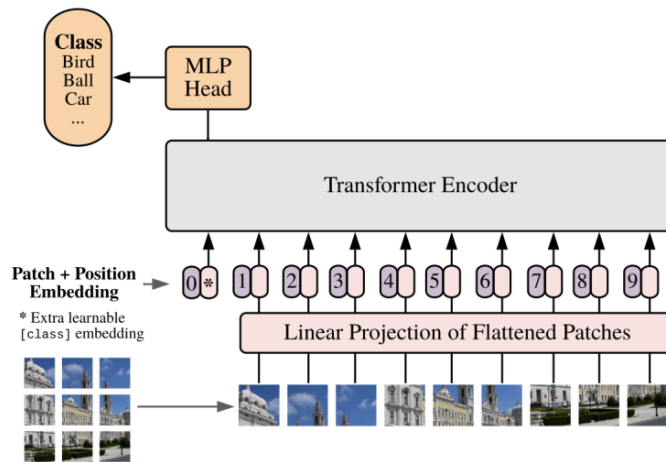 Class
Bird
Ball
Car
...
MLP
Head
Transformer Encoder
Patch + Position
Embedding
0 * 1 2 3 4 5 6 7 8 9
* Extra learnable
[class] embedding
Linear Projection of Flattened Patches